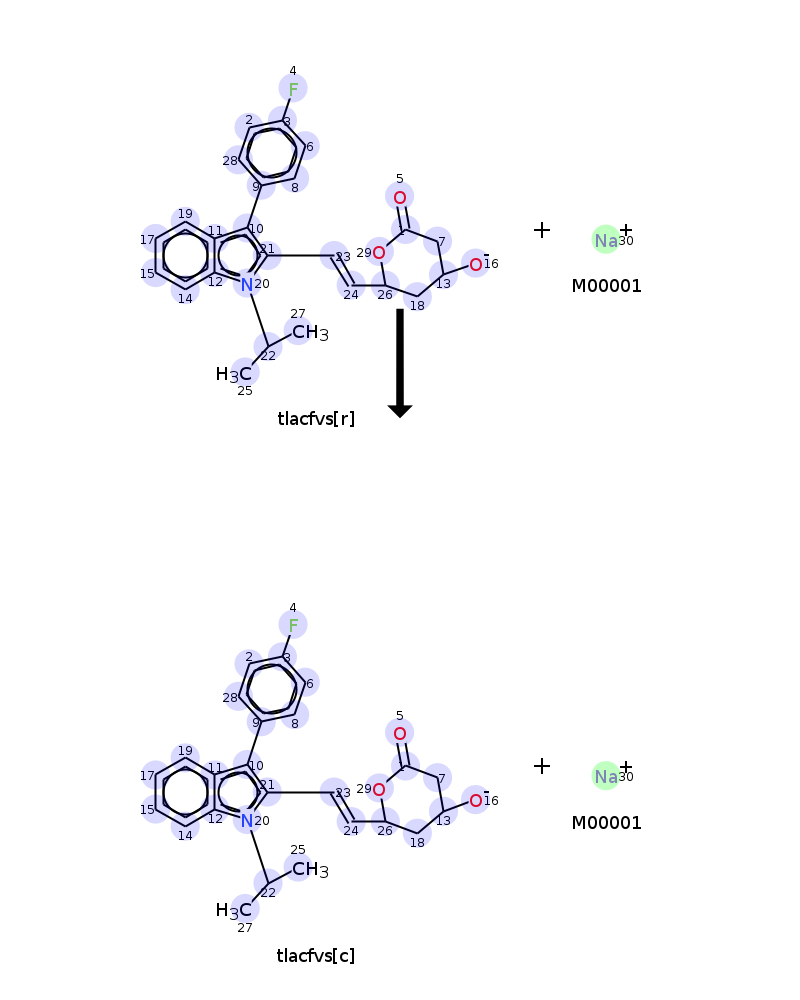 4
F
2
3
6
28
9
8
5
O
19
10
11
1
17
21
29 O
7
+
Na 30 +
23
O - 16
15
12
N 20
24
26
13
M00001
14
18
27
CH3
22
H3C
25
tlacfvs[r]
4
F
2
3
6
28
9
8
5
O
19
10
11
1
17
21
29 O
7
+
Na 30 +
23
O - 16
15
12
N 20
24
26
13
M00001
14
18
25
CH3
22
H3C
27
tlacfvs[c]